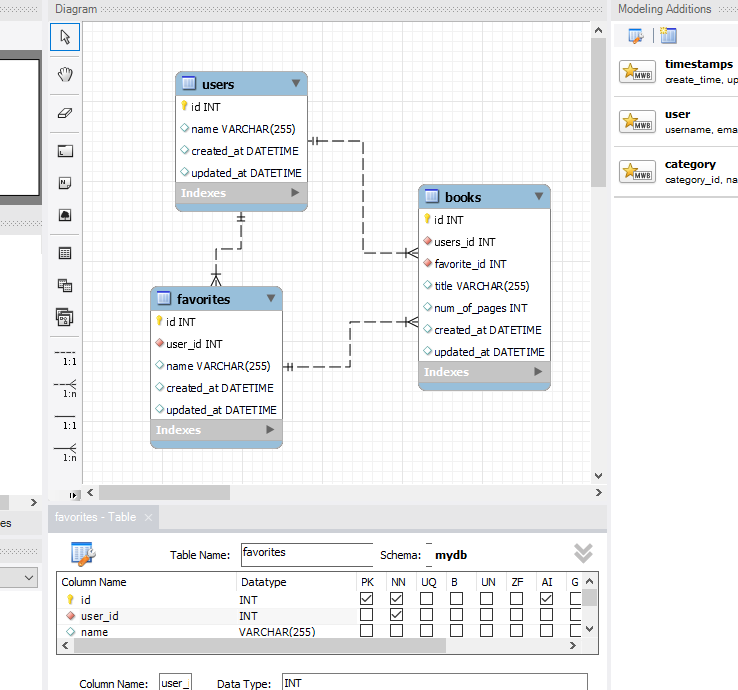 Diagram
Modeling Additions
timestamps
create_time, up
user
username, ema
category
category_id, na
users
id INT
name VARCHAR(255)
created_at DATETIME
updated_at DATETIME
Indexes
books
id INT
users_id INT
favorite_id INT
title VARCHAR(255)
num_of_pages INT
created_at DATETIME
updated_at DATETIME
Indexes
favorites
id INT
user_id INT
name VARCHAR(255)
created_at DATETIME
updated_at DATETIME
Indexes
1:1
1:n
1:1
1:n
es
favorites - Table
Table Name: favorites Schema: mydb
Column Name Datatype PK NN UQ B UN ZF AI G
id INT
user_id INT
name VARCHAR(255)
Column Name: user_i Data Type: INT